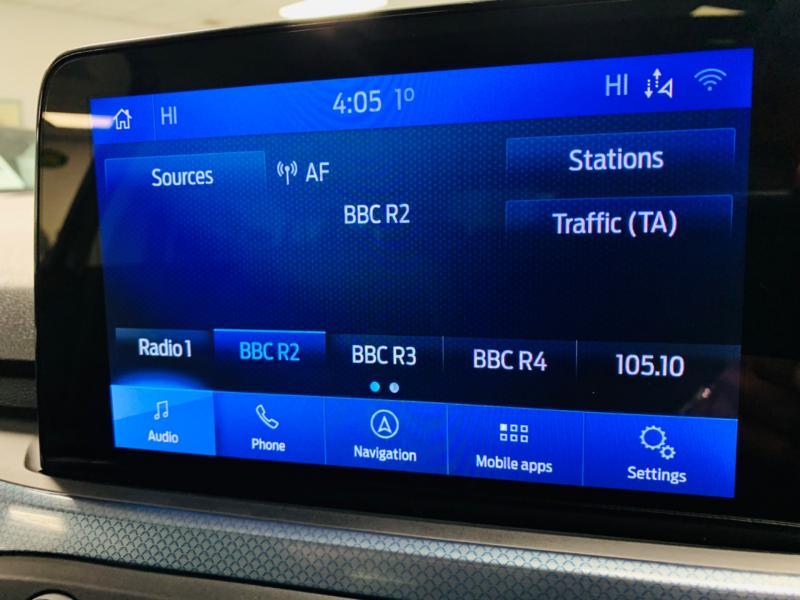 HI 4:05 1° HI
Sources AF Stations
BBC R2 Traffic (TA)
Radio 1 BBC R2 BBC R3 BBC R4 105.10
Audio Phone Navigation Mobile apps Settings